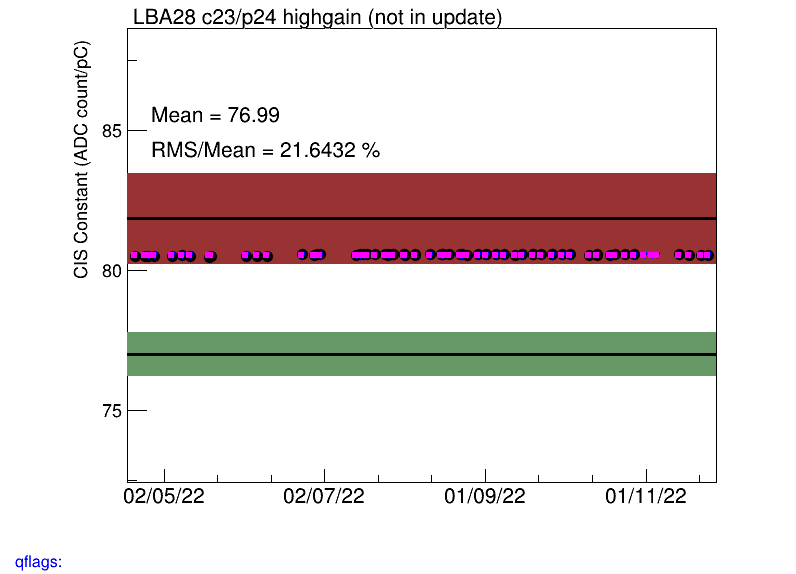 LBA28 c23/p24 highgain (not in update)
CIS Constant (ADC count/pC)
Mean = 76.99
RMS/Mean = 21.6432 %
85
80
75
02/05/22 02/07/22 01/09/22 01/11/22
qflags: